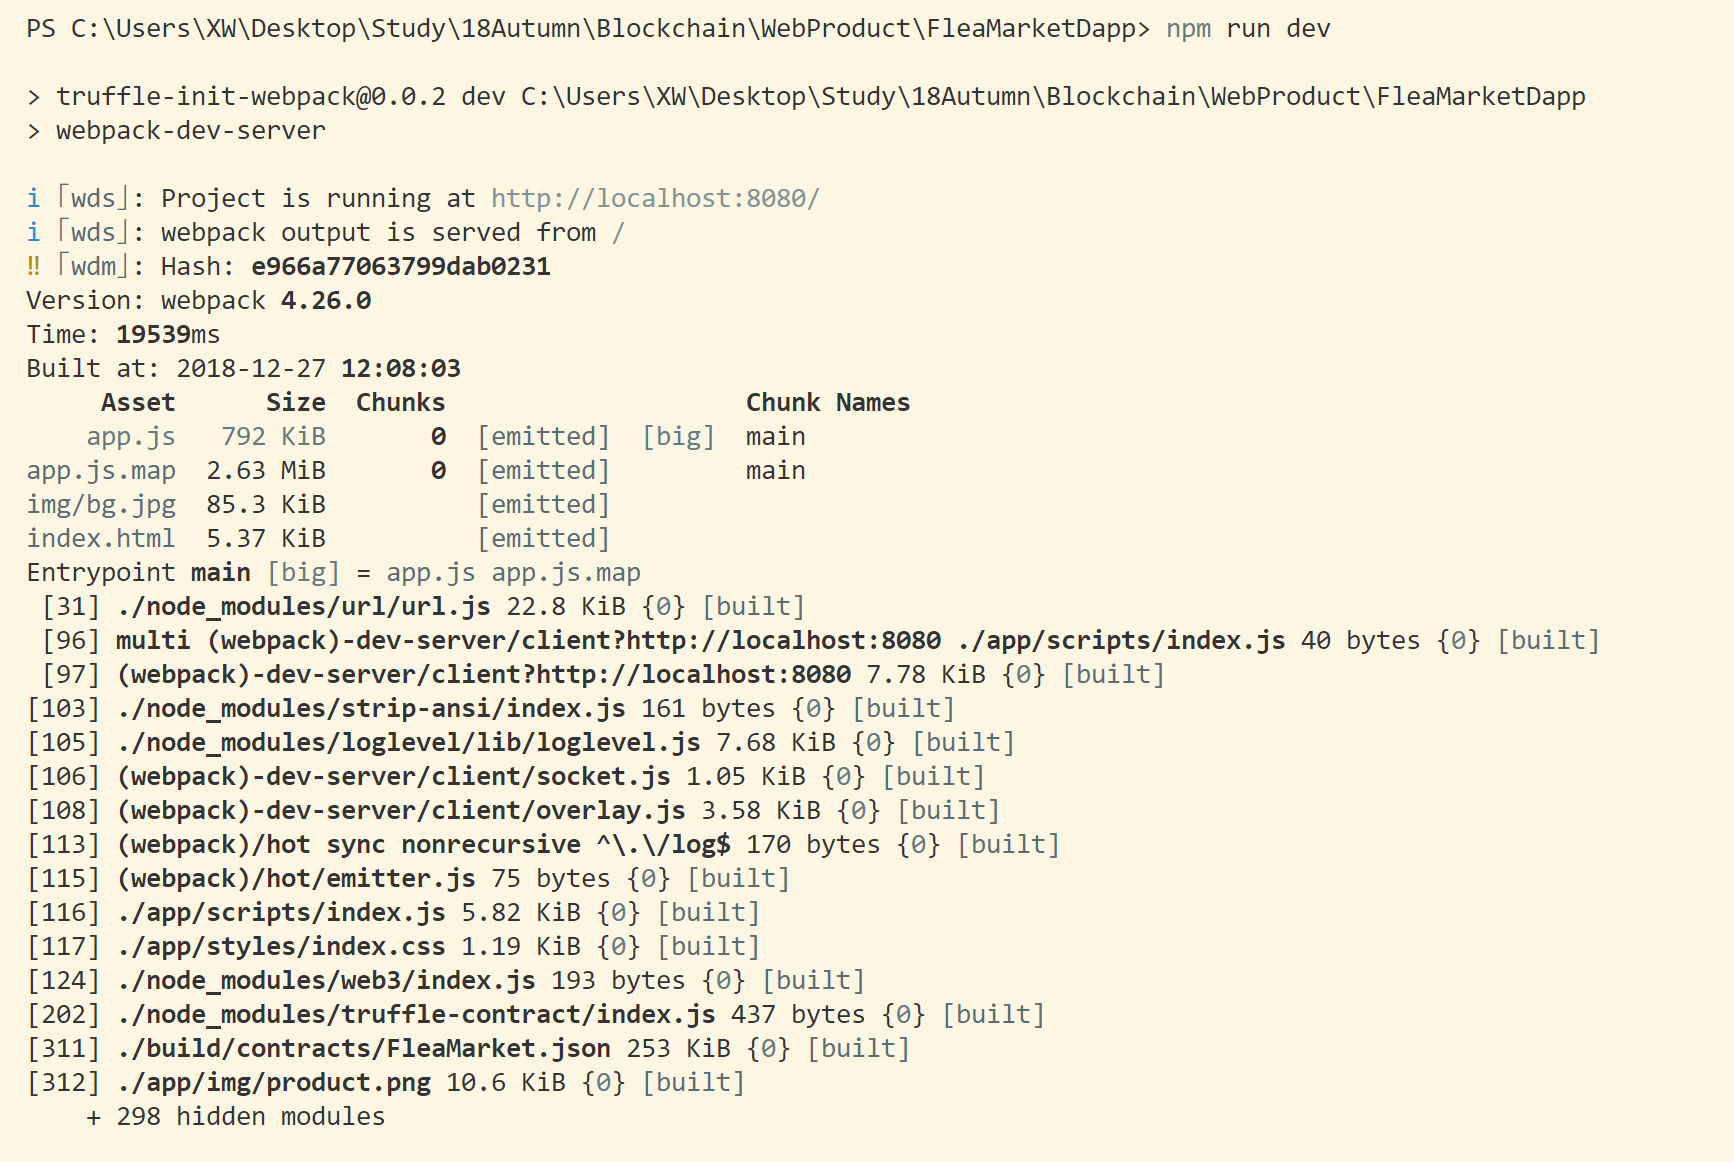 PS C:\Users\XW\Desktop\Study\18Autumn\Blockchain\WebProduct\FleaMarketDapp> npm run dev
> truffle-init-webpack@0.0.2 dev C:\Users\XW\Desktop\Study\18Autumn\Blockchain\WebProduct\FleaMarketDapp
> webpack-dev-server
i ｢wds｣: Project is running at http://localhost:8080/
i ｢wds｣: webpack output is served from /
‼ ｢wdm｣: Hash: e966a77063799dab0231
Version: webpack 4.26.0
Time: 19539ms
Built at: 2018-12-27 12:08:03
     Asset      Size  Chunks                    Chunk Names
    app.js   792 KiB       0  [emitted]  [big]  main
app.js.map  2.63 MiB       0  [emitted]         main
img/bg.jpg  85.3 KiB          [emitted]
index.html  5.37 KiB          [emitted]
Entrypoint main [big] = app.js app.js.map
 [31] ./node_modules/url/url.js 22.8 KiB {0} [built]
 [96] multi (webpack)-dev-server/client?http://localhost:8080 ./app/scripts/index.js 40 bytes {0} [built]
 [97] (webpack)-dev-server/client?http://localhost:8080 7.78 KiB {0} [built]
[103] ./node_modules/strip-ansi/index.js 161 bytes {0} [built]
[105] ./node_modules/loglevel/lib/loglevel.js 7.68 KiB {0} [built]
[106] (webpack)-dev-server/client/socket.js 1.05 KiB {0} [built]
[108] (webpack)-dev-server/client/overlay.js 3.58 KiB {0} [built]
[113] (webpack)/hot sync nonrecursive ^\.\/log$ 170 bytes {0} [built]
[115] (webpack)/hot/emitter.js 75 bytes {0} [built]
[116] ./app/scripts/index.js 5.82 KiB {0} [built]
[117] ./app/styles/index.css 1.19 KiB {0} [built]
[124] ./node_modules/web3/index.js 193 bytes {0} [built]
[202] ./node_modules/truffle-contract/index.js 437 bytes {0} [built]
[311] ./build/contracts/FleaMarket.json 253 KiB {0} [built]
[312] ./app/img/product.png 10.6 KiB {0} [built]
    + 298 hidden modules